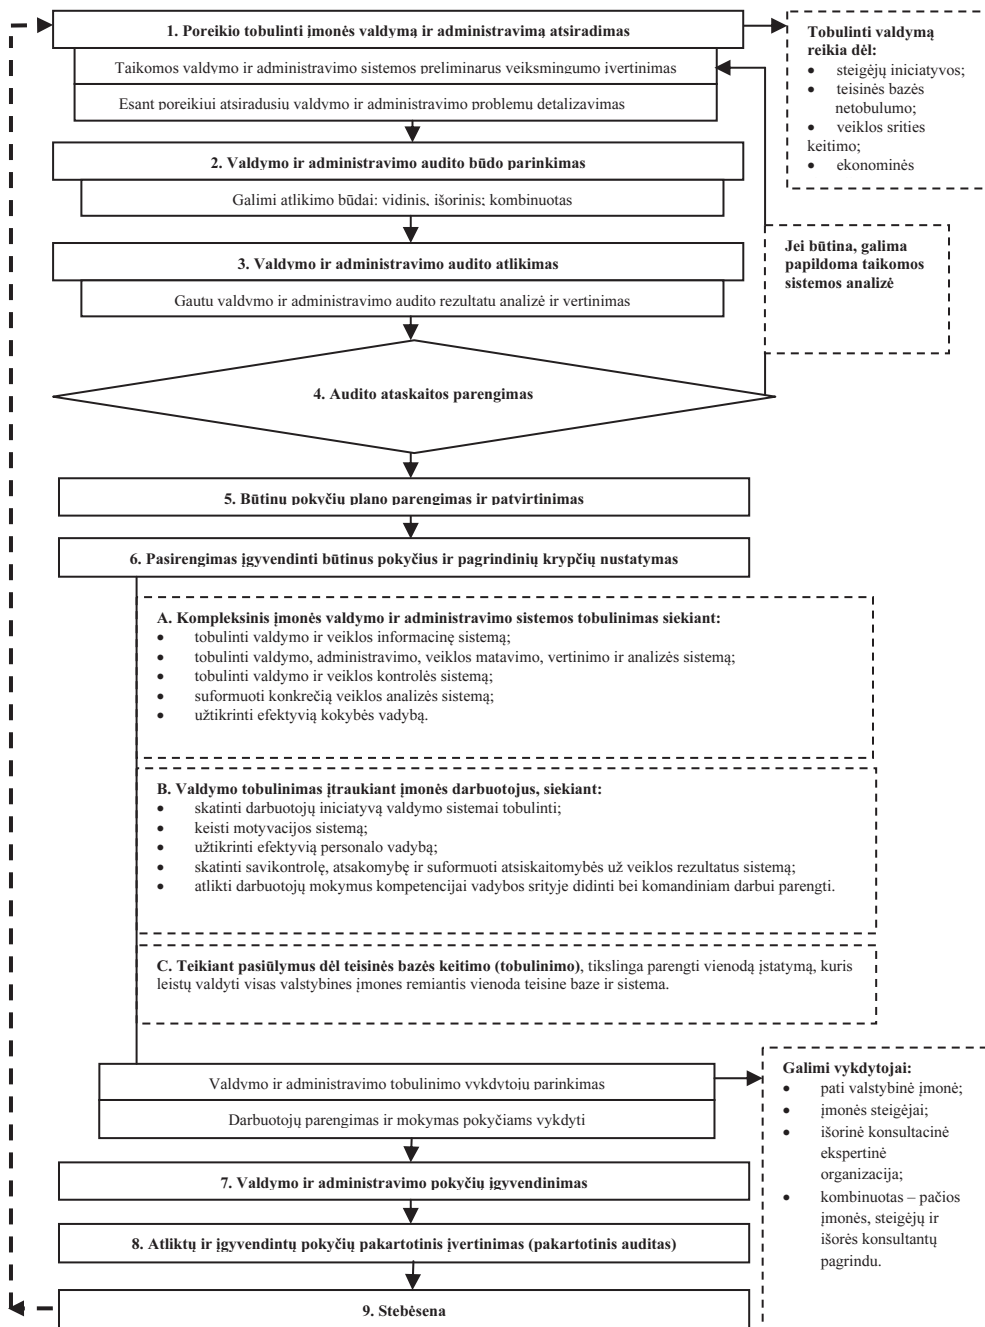 1. Poreikio tobulinti įmonės valdymą ir administravimą atsiradimas
Taikomos valdymo ir administravimo sistemos preliminarus veiksmingumo įvertinimas
Esant poreikiui atsiradusiu valdymo ir administravimo problemu detalizavimas
Tobulinti valdymą
reikia dėl:
• steigėjų iniciatyvos;
• teisinės bazės
netobulumo;
• veiklos srities
keitimo;
• ekonominės
2. Valdymo ir administravimo audito būdo parinkimas
Galimi atlikimo būdai: vidinis, išorinis; kombinuotas
3. Valdymo ir administravimo audito atlikimas
Gautu valdymo ir administravimo audito rezultatu analizė ir vertinimas
Jei būtina, galima
papildoma taikomos
sistemos analizė
4. Audito ataskaitos parengimas
5. Būtinu pokyčiu plano parengimas ir patvirtinimas
6. Pasirengimas įgyvendinti būtinus pokyčius ir pagrindinių krypčių nustatymas
A. Kompleksinis įmonės valdymo ir administravimo sistemos tobulinimas siekiant:
• tobulinti valdymo ir veiklos informacinę sistemą;
• tobulinti valdymo, administravimo, veiklos matavimo, vertinimo ir analizės sistemą;
• tobulinti valdymo ir veiklos kontrolės sistemą;
• suformuoti konkrečią veiklos analizės sistemą;
• užtikrinti efektyvią kokybės vadybą.
B. Valdymo tobulinimas įtraukiant įmonės darbuotojus, siekiant:
• skatinti darbuotojų iniciatyvą valdymo sistemai tobulinti;
• keisti motyvacijos sistemą;
• užtikrinti efektyvią personalo vadybą;
• skatinti savikontrolę, atsakomybę ir suformuoti atsiskaitomybės už veiklos rezultatus sistemą;
• atlikti darbuotojų mokymus kompetencijai vadybos srityje didinti bei komandiniam darbui parengti.
C. Teikiant pasiūlymus dėl teisinės bazės keitimo (tobulinimo), tikslinga parengti vienodą įstatymą, kuris
leistų valdyti visas valstybines įmones remiantis vienoda teisine baze ir sistema.
Valdymo ir administravimo tobulinimo vykdytoju parinkimas
Darbuotojų parengimas ir mokymas pokyčiams vykdyti
Galimi vykdytojai:
• pati valstybinė įmonė;
• įmonės steigėjai;
• išorinė konsultacinė
ekspertinė
organizacija;
• kombinuotas – pačios
įmonės, steigėjų ir
išorės konsultantų
pagrindu.
7. Valdymo ir administravimo pokyčių įgyvendinimas
8. Atliktų ir įgyvendintų pokyčių pakartotinis įvertinimas (pakartotinis auditas)
9. Stebėsena